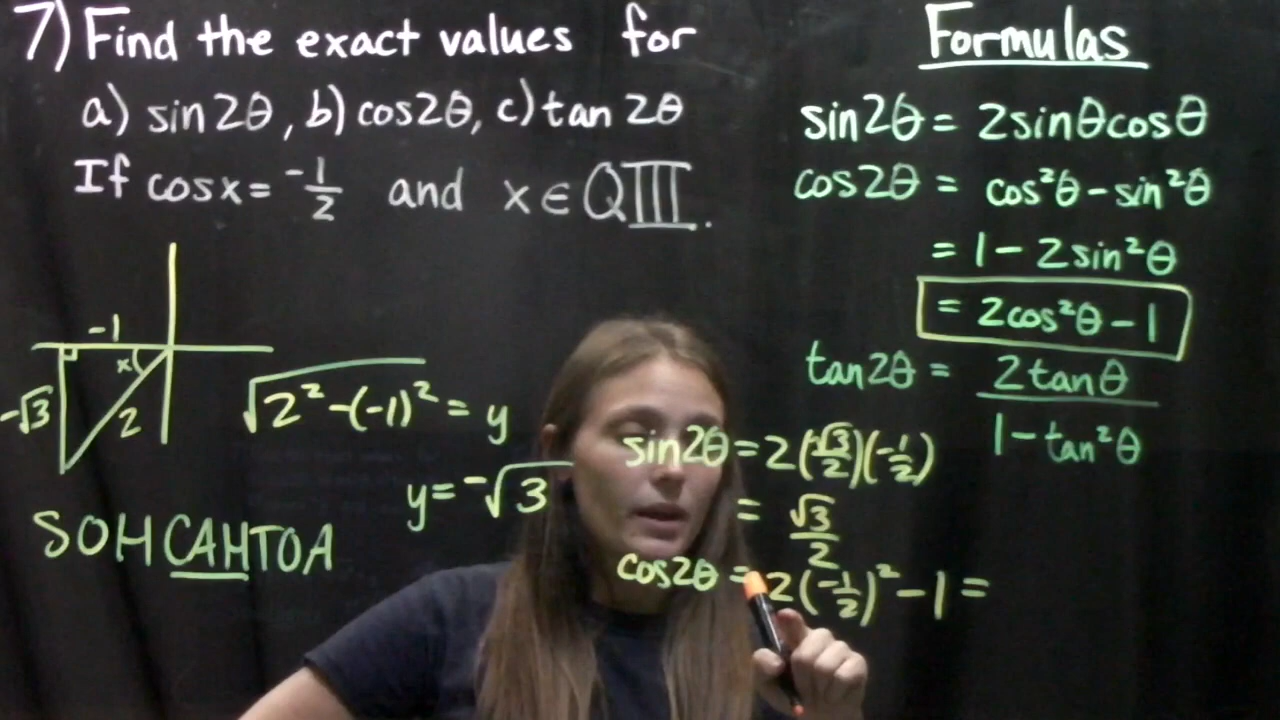 7) Find the exact values for
a) sin2θ, b) cos2θ, c) tan 2θ
If cosx = -1/2 and x ∈ QIII.
-1
x
-√3
2
√2² -(-1)² = y
y = -√3
SOHCAHTOA
Formulas
sin2θ = 2sinθcosθ
cos2θ = cos²θ - sin²θ
= 1 - 2sin²θ
= 2cos²θ - 1
tan2θ = 2tanθ / 1 - tan²θ
sin2θ = 2(-√3/2)(-1/2)
= √3/2
cos2θ = 2(-1/2)² - 1 =